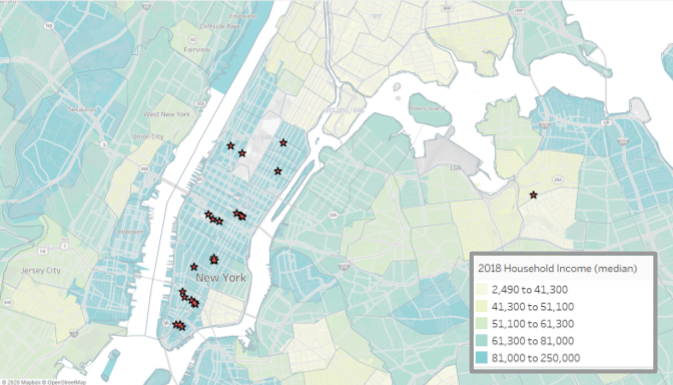 Cliffside Park
Fairview
Secaucus
West New York
Union City
Hoboken
Jersey City
New York
2018 Household Income (median)
2,490 to 41,300
41,300 to 51,100
51,100 to 61,300
61,300 to 81,000
81,000 to 250,000
© 2020 Mapbox © OpenStreetMap